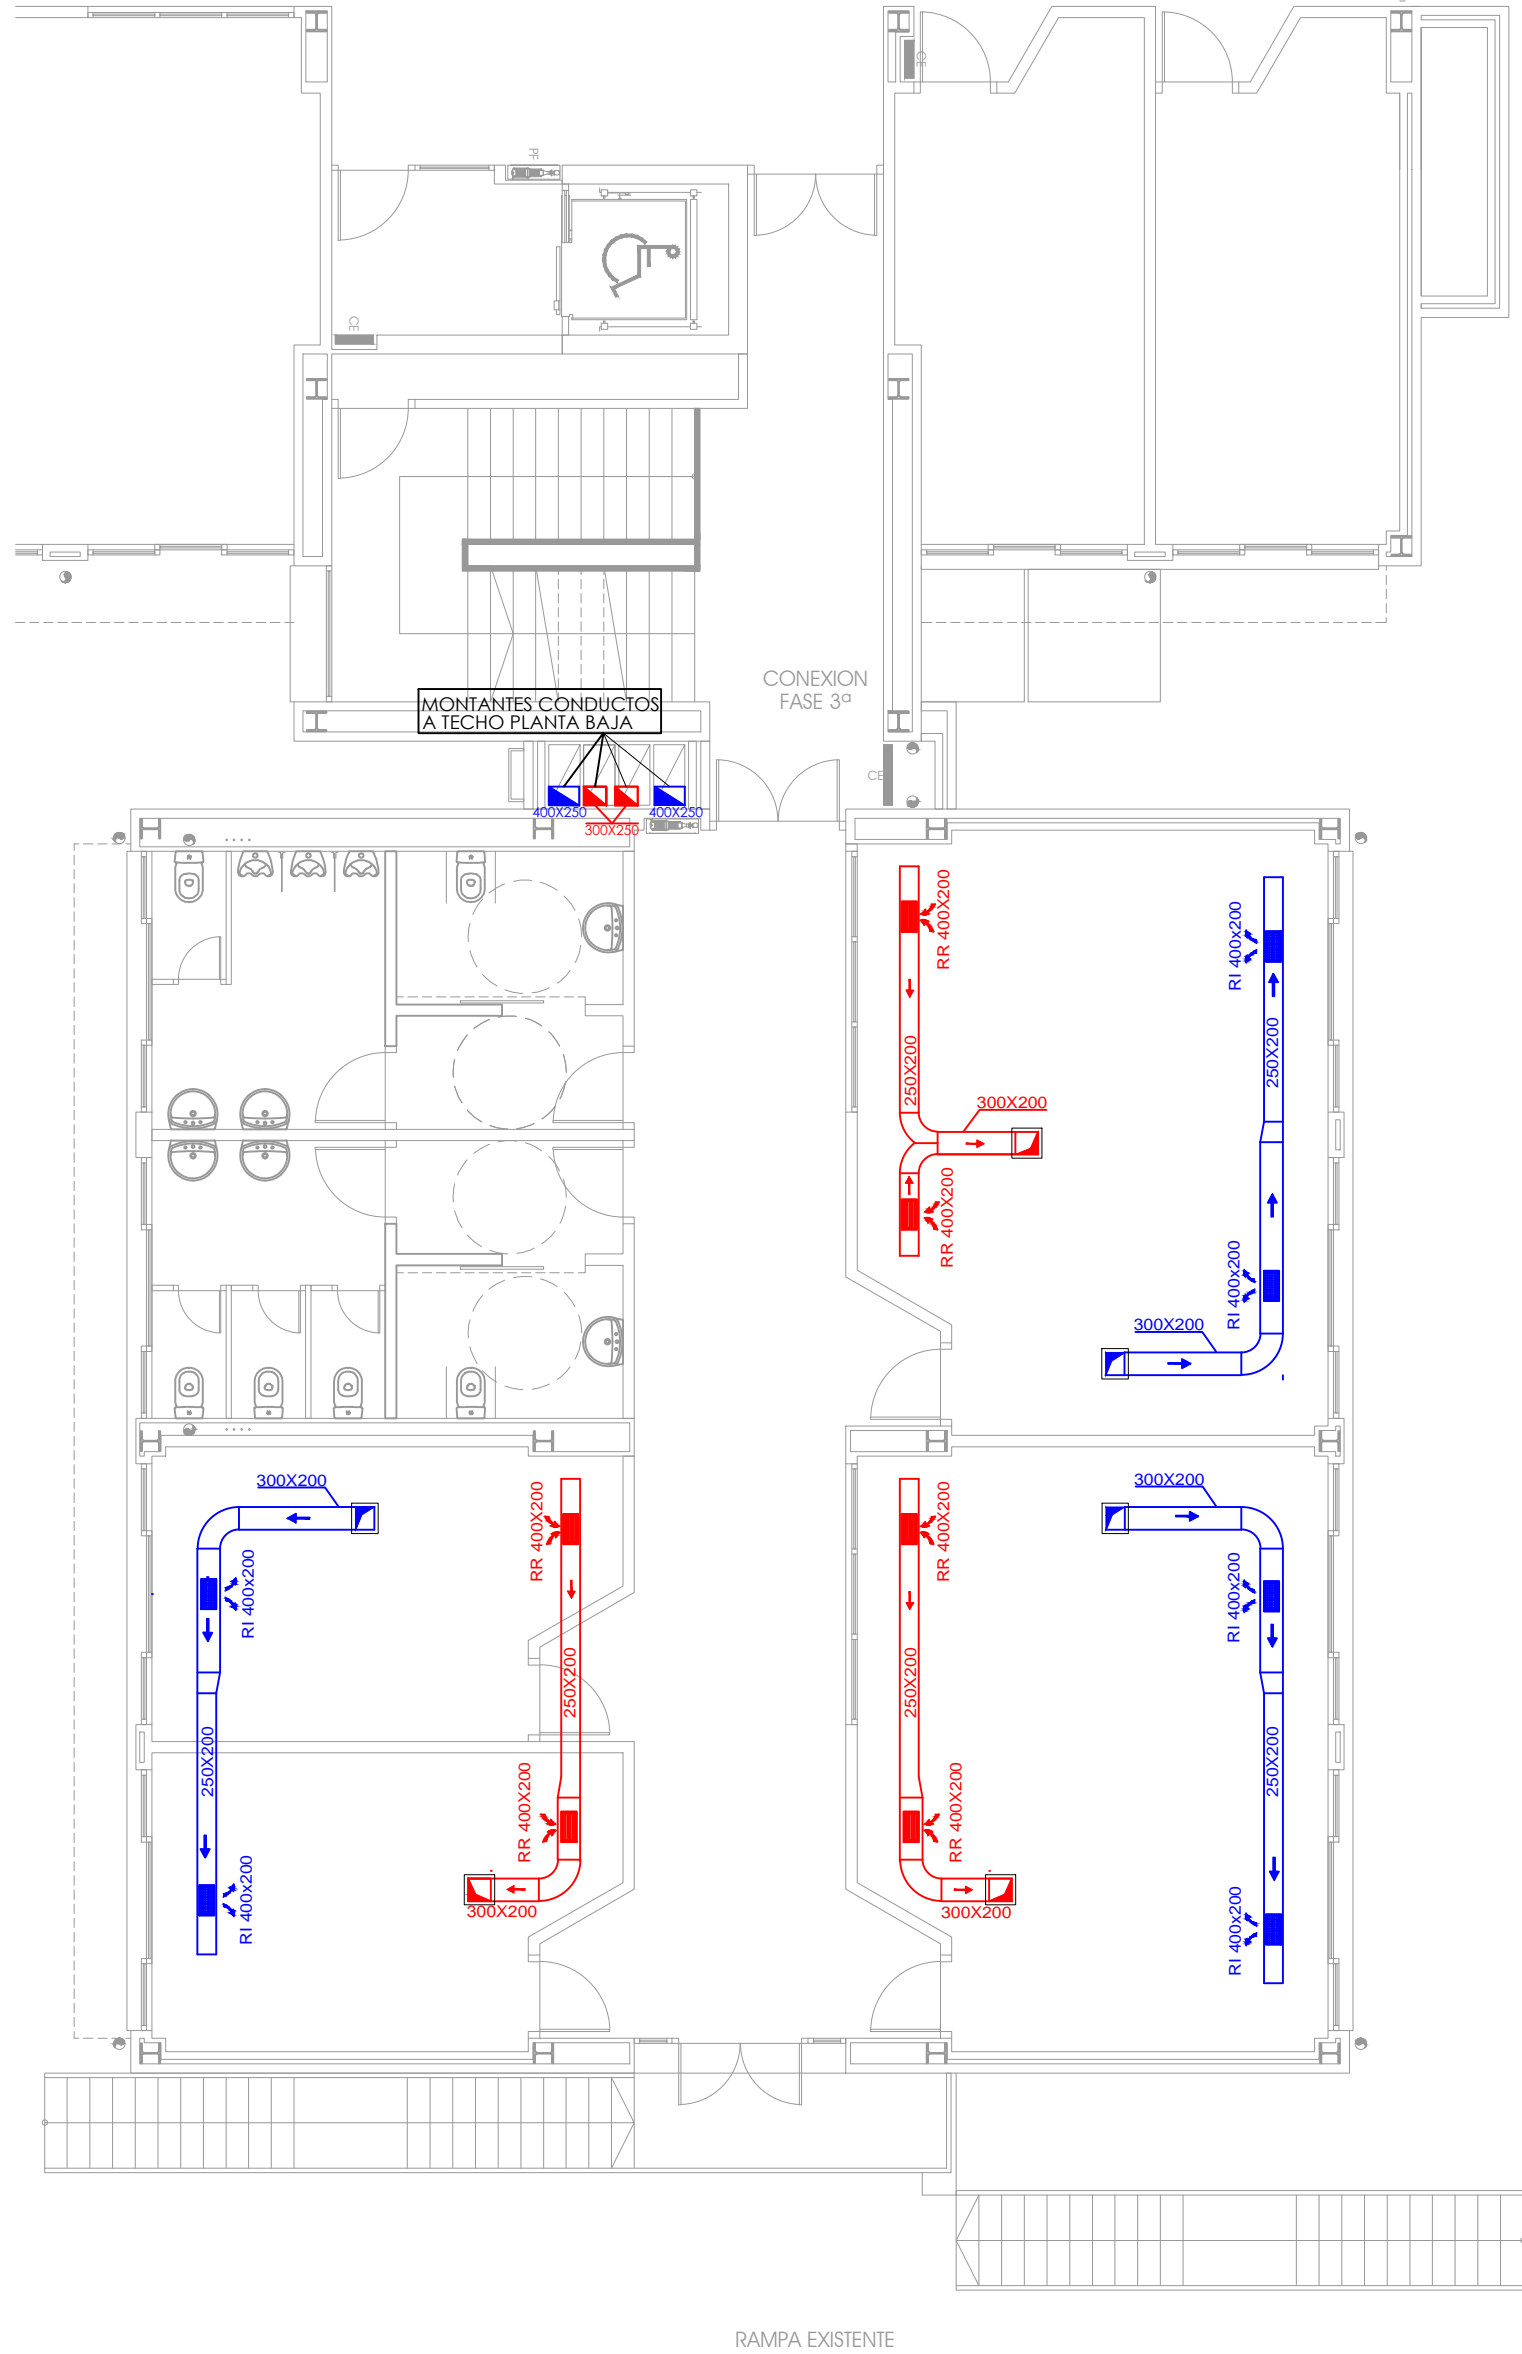 CE
PF
CE
CONEXION
FASE 3ª
MONTANTES CONDUCTOS
A TECHO PLANTA BAJA
CE
400X250
300X250
400X250
RR 400X200
RI 400x200
250X200
250X200
300X200
RR 400X200
RI 400x200
300X200
300X200
RR 400X200
RR 400X200
300X200
RI 400x200
RI 400x200
250X200
250X200
250X200
250X200
RR 400X200
RR 400X200
RI 400x200
300X200
300X200
RI 400x200
RAMPA EXISTENTE